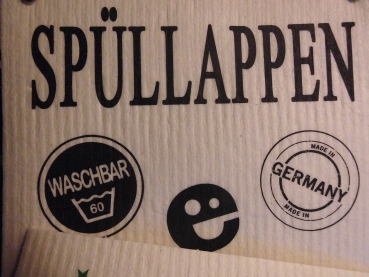 SPÜLLAPPEN
WASCHBAR
60
MADE IN
GERMANY
MADE IN